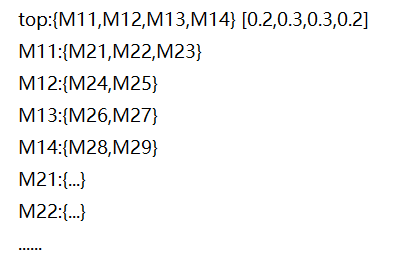 top:{M11,M12,M13,M14} [0.2,0.3,0.3,0.2]
M11:{M21,M22,M23}
M12:{M24,M25}
M13:{M26,M27}
M14:{M28,M29}
M21:{...}
M22:{...}
......